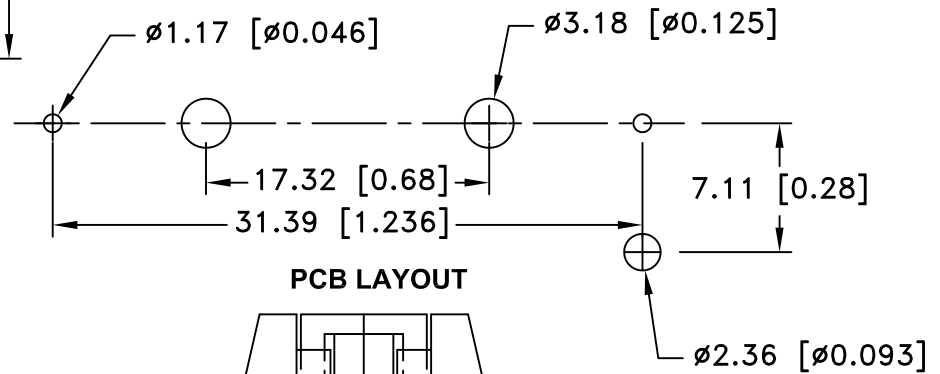 ø1.17 [ø0.046]
ø3.18 [ø0.125]
17.32 [0.68]
7.11 [0.28]
31.39 [1.236]
PCB LAYOUT
ø2.36 [ø0.093]